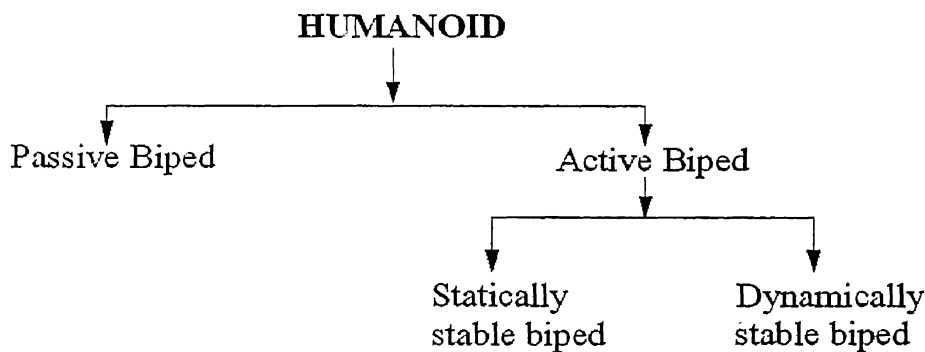 HUMANOID
Passive Biped
Active Biped
Statically
stable biped
Dynamically
stable biped